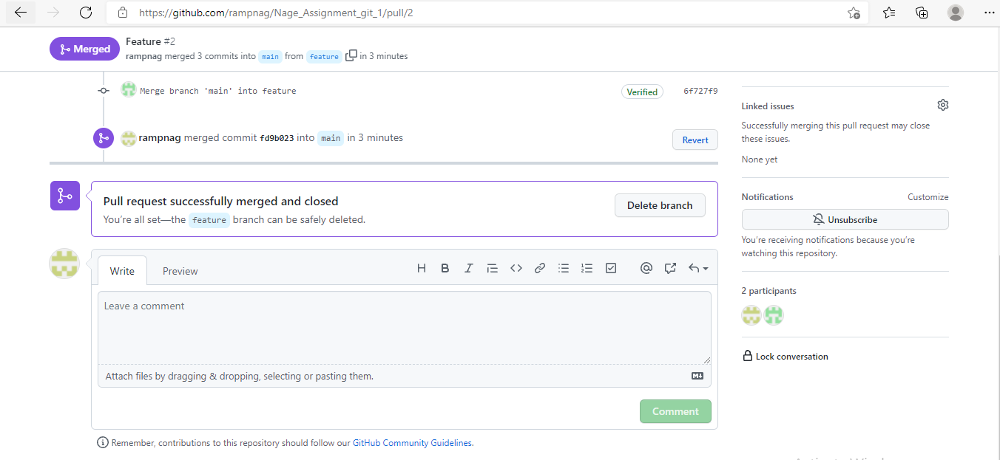 https://github.com/rampnag/Nage_Assignment_git_1/pull/2
Merged
Feature #2
rampnag merged 3 commits into main from feature in 3 minutes
Merge branch 'main' into feature
Verified
6f727f9
rampnag merged commit fd9b023 into main in 3 minutes
Revert
Pull request successfully merged and closed
You're all set—the feature branch can be safely deleted.
Delete branch
Write
Preview
Leave a comment
Attach files by dragging & dropping, selecting or pasting them.
Comment
Remember, contributions to this repository should follow our GitHub Community Guidelines.
Linked issues
Successfully merging this pull request may close
these issues.
None yet
Notifications
Customize
Unsubscribe
You're receiving notifications because you're
watching this repository.
2 participants
Lock conversation